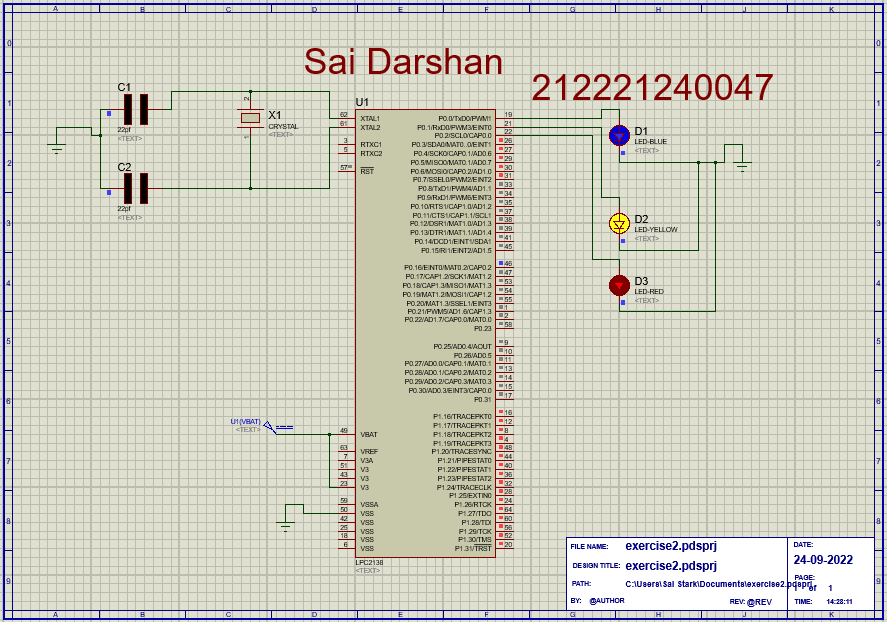 A B C D E F G H J K
Sai Darshan
212221240047
C1
22pf
<TEXT>
C2
22pf
<TEXT>
X1
CRYSTAL
<TEXT>
U1
62 XTAL1
61 XTAL2
3 RTXC1
5 RTXC2
57 RST
U1(VBAT)
<TEXT>
49 VBAT
63 VREF
7 V3A
51 V3
43 V3
23 V3
59 VSSA
50 VSS
42 VSS
25 VSS
18 VSS
6 VSS
P0.0/TxD0/PWM1 19
P0.1/RxD0/PWM3/EINT0 21
P0.2/SCL0/CAP0.0 22
P0.3/SDA0/MAT0..0/EINT1 26
P0.4/SCK0/CAP0.1/AD0.6 27
P0.5/MISO0/MAT0.1/AD0.7 29
P0.6/MOSI0/CAP0.2/AD1.0 30
P0.7/SSEL0/PWM2/EINT2 31
P0.8/TxD1/PWM4/AD1.1 33
P0.9/RxD1/PWM6/EINT3 34
P0.10/RTS1/CAP1.0/AD1.2 35
P0.11/CTS1/CAP1.1/SCL1 37
P0.12/DSR1/MAT1.0/AD1.3 38
P0.13/DTR1/MAT1.1/AD1.4 39
P0.14/DCD1/EINT1/SDA1 41
P0.15/RI1/EINT2/AD1.5 45
P0.16/EINT0/MAT0.2/CAP0.2 46
P0.17/CAP1.2/SCK1/MAT1.2 47
P0.18/CAP1.3/MISO1/MAT1.3 53
P0.19/MAT1.2/MOSI1/CAP1.2 54
P0.20/MAT1.3/SSEL1/EINT3 55
P0.21/PWM5/AD1.6/CAP1.3 1
P0.22/AD1.7/CAP0.0/MAT0.0 2
P0.23 58
P0.25/AD0.4/AOUT 9
P0.26/AD0.5 10
P0.27/AD0.0/CAP0.1/MAT0.1 11
P0.28/AD0.1/CAP0.2/MAT0.2 13
P0.29/AD0.2/CAP0.3/MAT0.3 14
P0.30/AD0.3/EINT3/CAP0.0 15
P0.31 17
P1.16/TRACEPKT0 16
P1.17/TRACEPKT1 12
P1.18/TRACEPKT2 8
P1.19/TRACEPKT3 4
P1.20/TRACESYNC 48
P1.21/PIPESTAT0 44
P1.22/PIPESTAT1 40
P1.23/PIPESTAT2 36
P1.24/TRACECLK 32
P1.25/EXTIN0 28
P1.26/RTCK 24
P1.27/TDO 64
P1.28/TDI 60
P1.29/TCK 56
P1.30/TMS 52
P1.31/TRST 20
LPC2138
<TEXT>
D1
LED-BLUE
<TEXT>
D2
LED-YELLOW
<TEXT>
D3
LED-RED
<TEXT>
FILE NAME: exercise2.pdsprj
DESIGN TITLE: exercise2.pdsprj
PATH: C:\Users\Sai Stark\Documents\exercise2.pdsprj
BY: @AUTHOR REV: @REV
DATE:
24-09-2022
PAGE:
1 of 1
TIME: 14:28:11
A B C D E F G H J K